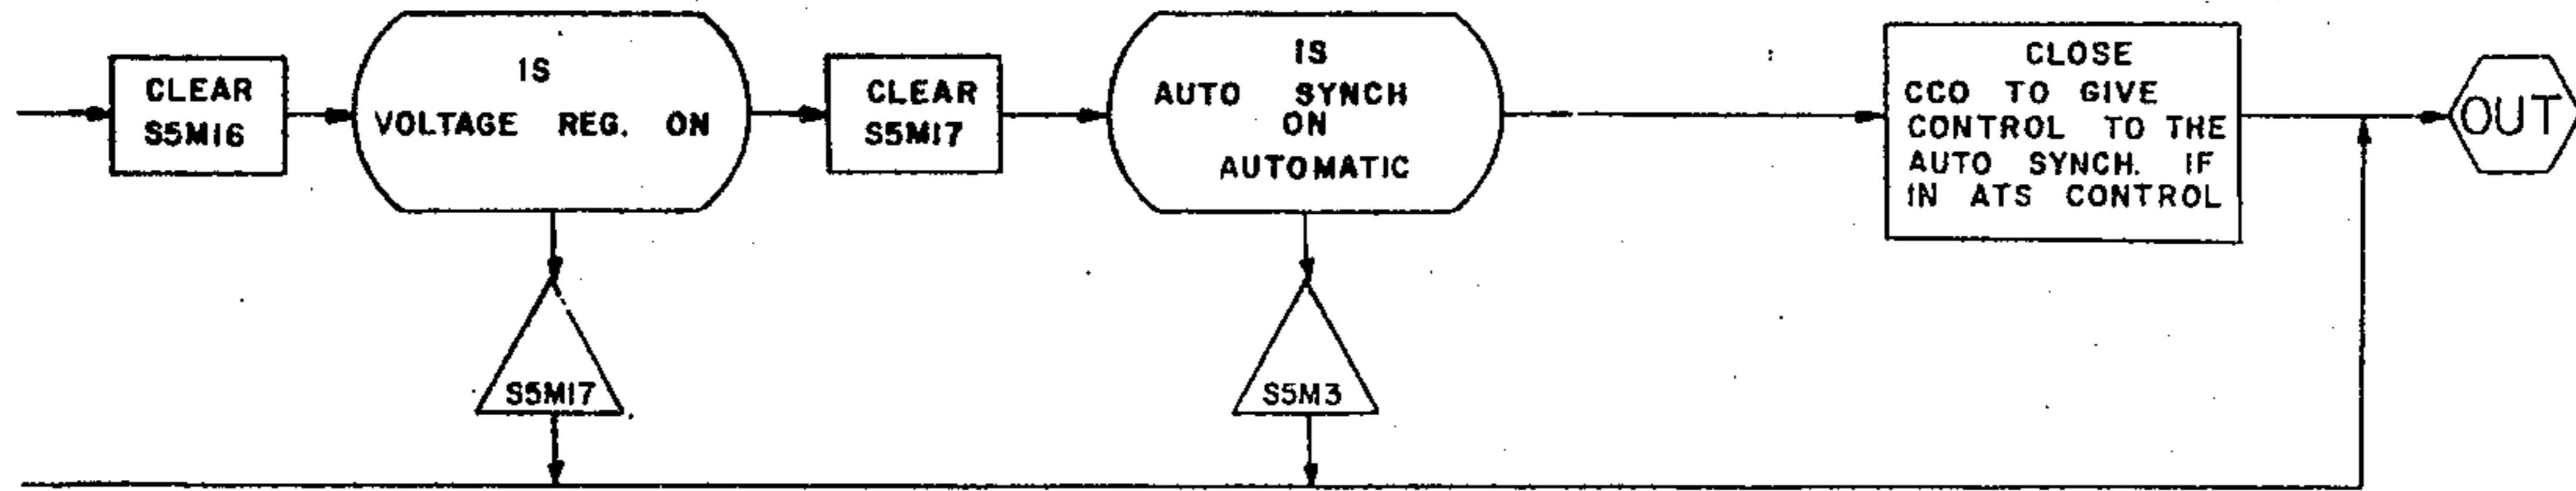 CLEAR
S5M16
IS
VOLTAGE REG. ON
CLEAR
S5M17
IS
AUTO SYNCH
ON
AUTOMATIC
CLOSE
CCO TO GIVE
CONTROL TO THE
AUTO SYNCH. IF
IN ATS CONTROL
OUT
S5M17
S5M3